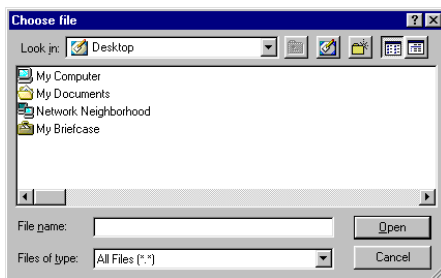 Choose file
Look in: Desktop
My Computer
My Documents
Network Neighborhood
My Briefcase
File name:
Open
Files of type: All Files (*.*)
Cancel